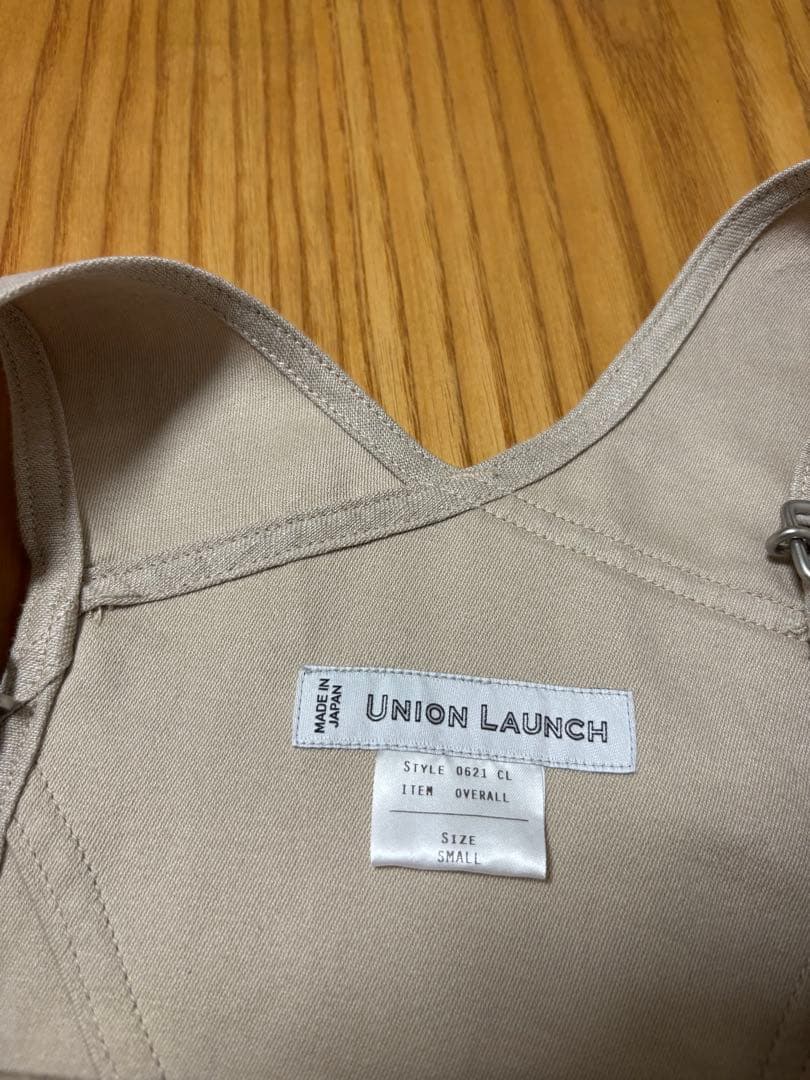 MADE IN
JAPAN
UNION LAUNCH
STYLE 0621 CL
ITEM OVERALL
SIZE
SMALL